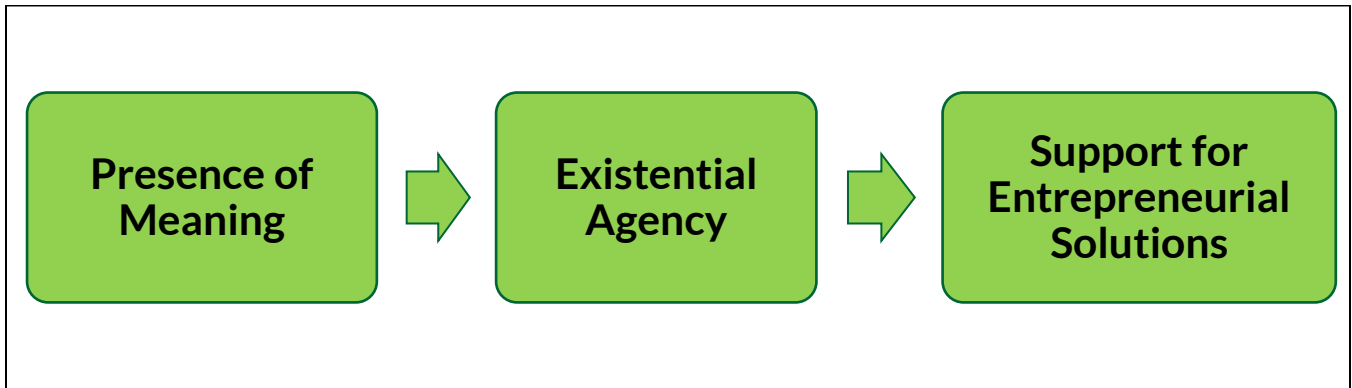 Presence of
Meaning
Existential
Agency
Support for
Entrepreneurial
Solutions